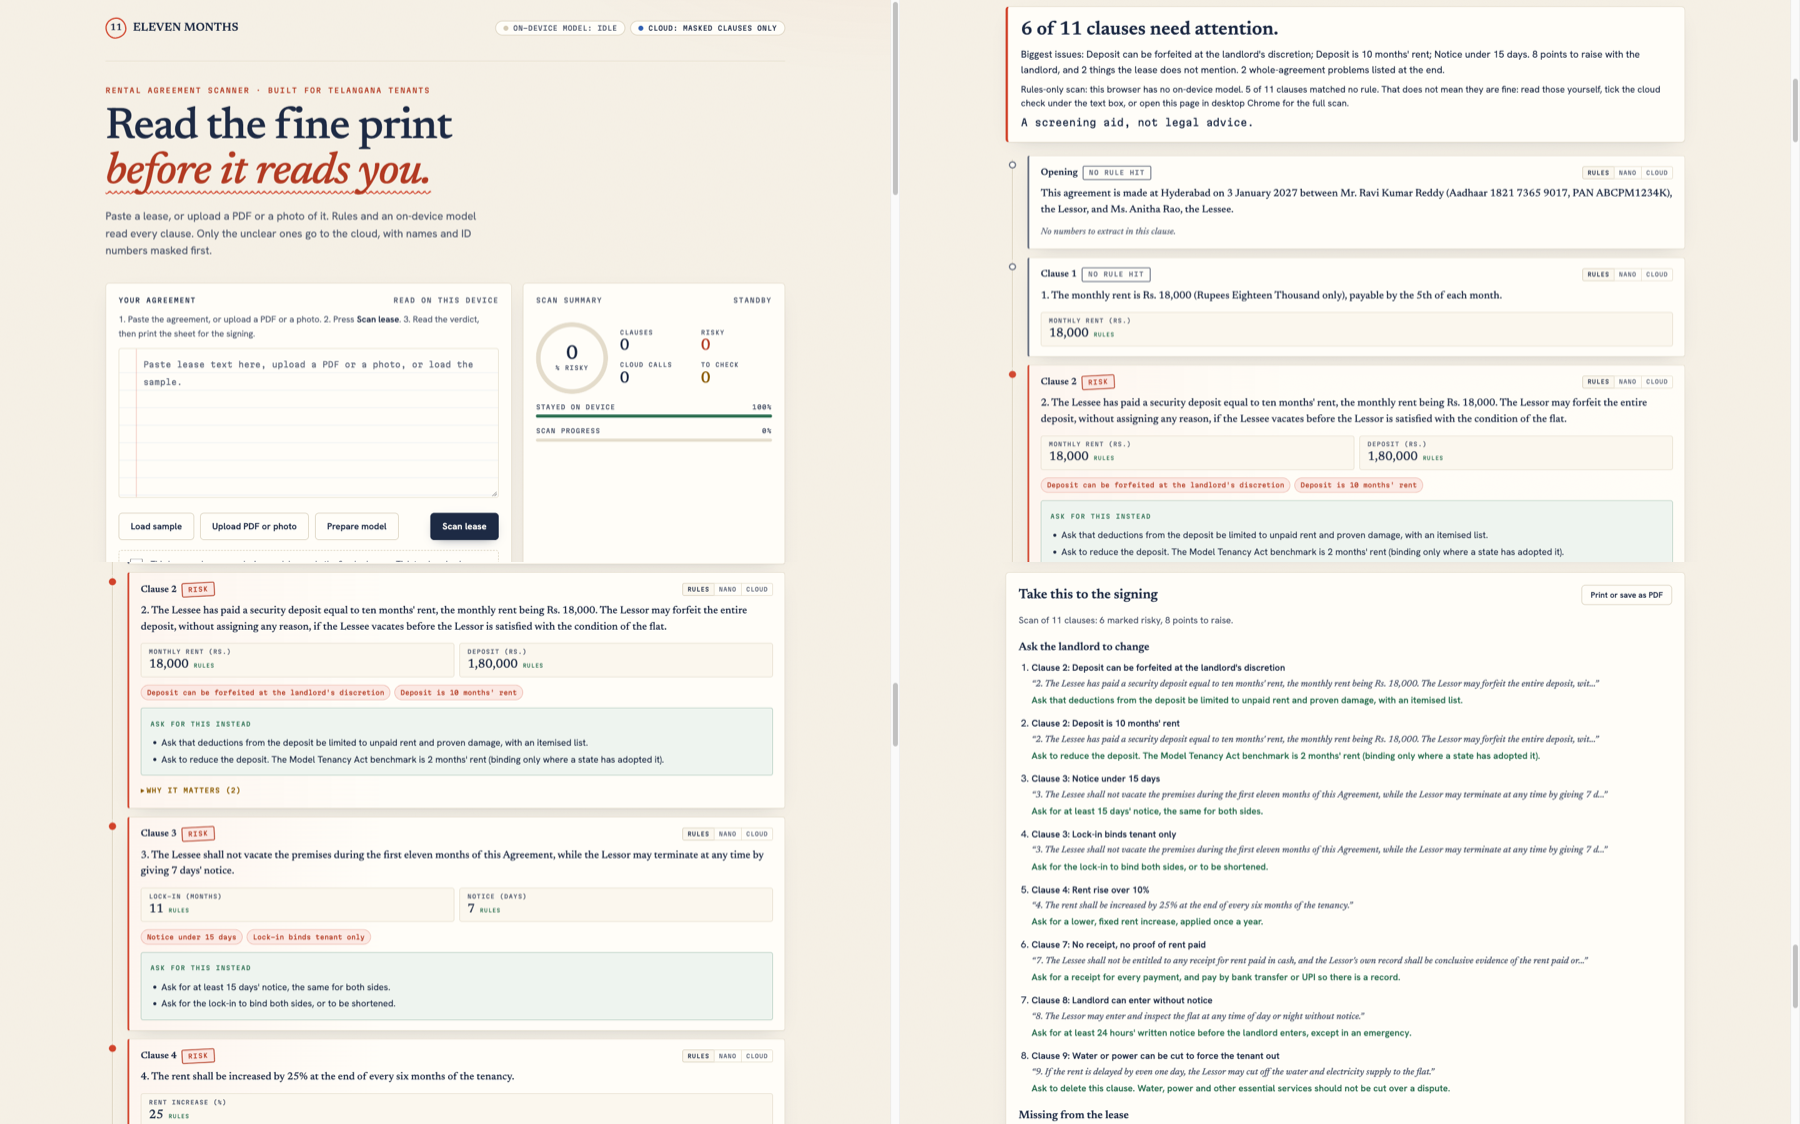 11 ELEVEN MONTHS
ON-DEVICE MODEL: IDLE
CLOUD: MASKED CLAUSES ONLY
RENTAL AGREEMENT SCANNER · BUILT FOR TELANGANA TENANTS
Read the fine print
before it reads you.
Paste a lease, or upload a PDF or a photo of it. Rules and an on-device model
read every clause. Only the unclear ones go to the cloud, with names and ID
numbers masked first.
YOUR AGREEMENT
READ ON THIS DEVICE
1. Paste the agreement, or upload a PDF or a photo. 2. Press Scan lease. 3. Read the verdict,
then print the sheet for the signing.
Paste lease text here, upload a PDF or a photo, or load the
sample.
Load sample
Upload PDF or photo
Prepare model
Scan lease
SCAN SUMMARY
STANDBY
0
% RISKY
CLAUSES
0
RISKY
0
CLOUD CALLS
0
TO CHECK
0
STAYED ON DEVICE
100%
SCAN PROGRESS
0%
6 of 11 clauses need attention.
Biggest issues: Deposit can be forfeited at the landlord's discretion; Deposit is 10 months' rent; Notice under 15 days. 8 points to raise with the
landlord, and 2 things the lease does not mention. 2 whole-agreement problems listed at the end.
Rules-only scan: this browser has no on-device model. 5 of 11 clauses matched no rule. That does not mean they are fine: read those yourself, tick the cloud
check under the text box, or open this page in desktop Chrome for the full scan.
A screening aid, not legal advice.
Opening NO RULE HIT
RULES NANO CLOUD
This agreement is made at Hyderabad on 3 January 2027 between Mr. Ravi Kumar Reddy (Aadhaar 1821 7365 9017, PAN ABCPM1234K),
the Lessor, and Ms. Anitha Rao, the Lessee.
No numbers to extract in this clause.
Clause 1 NO RULE HIT
RULES NANO CLOUD
1. The monthly rent is Rs. 18,000 (Rupees Eighteen Thousand only), payable by the 5th of each month.
MONTHLY RENT (RS.)
18,000 RULES
Clause 2 RISK
RULES NANO CLOUD
2. The Lessee has paid a security deposit equal to ten months' rent, the monthly rent being Rs. 18,000. The Lessor may forfeit the entire
deposit, without assigning any reason, if the Lessee vacates before the Lessor is satisfied with the condition of the flat.
MONTHLY RENT (RS.)
18,000 RULES
DEPOSIT (RS.)
1,80,000 RULES
Deposit can be forfeited at the landlord's discretion
Deposit is 10 months' rent
ASK FOR THIS INSTEAD
• Ask that deductions from the deposit be limited to unpaid rent and proven damage, with an itemised list.
• Ask to reduce the deposit. The Model Tenancy Act benchmark is 2 months' rent (binding only where a state has adopted it).
Clause 2 RISK
RULES NANO CLOUD
2. The Lessee has paid a security deposit equal to ten months' rent, the monthly rent being Rs. 18,000. The Lessor may forfeit the entire
deposit, without assigning any reason, if the Lessee vacates before the Lessor is satisfied with the condition of the flat.
MONTHLY RENT (RS.)
18,000 RULES
DEPOSIT (RS.)
1,80,000 RULES
Deposit can be forfeited at the landlord's discretion
Deposit is 10 months' rent
ASK FOR THIS INSTEAD
• Ask that deductions from the deposit be limited to unpaid rent and proven damage, with an itemised list.
• Ask to reduce the deposit. The Model Tenancy Act benchmark is 2 months' rent (binding only where a state has adopted it).
▸WHY IT MATTERS (2)
Clause 3 RISK
RULES NANO CLOUD
3. The Lessee shall not vacate the premises during the first eleven months of this Agreement, while the Lessor may terminate at any time by
giving 7 days' notice.
LOCK-IN (MONTHS)
11 RULES
NOTICE (DAYS)
7 RULES
Notice under 15 days
Lock-in binds tenant only
ASK FOR THIS INSTEAD
• Ask for at least 15 days' notice, the same for both sides.
• Ask for the lock-in to bind both sides, or to be shortened.
Clause 4 RISK
RULES NANO CLOUD
4. The rent shall be increased by 25% at the end of every six months of the tenancy.
RENT INCREASE (%)
25 RULES
Take this to the signing
Print or save as PDF
Scan of 11 clauses: 6 marked risky, 8 points to raise.
Ask the landlord to change
1. Clause 2: Deposit can be forfeited at the landlord's discretion
“2. The Lessee has paid a security deposit equal to ten months' rent, the monthly rent being Rs. 18,000. The Lessor may forfeit the entire deposit, wit...”
Ask that deductions from the deposit be limited to unpaid rent and proven damage, with an itemised list.
2. Clause 2: Deposit is 10 months' rent
“2. The Lessee has paid a security deposit equal to ten months' rent, the monthly rent being Rs. 18,000. The Lessor may forfeit the entire deposit, wit...”
Ask to reduce the deposit. The Model Tenancy Act benchmark is 2 months' rent (binding only where a state has adopted it).
3. Clause 3: Notice under 15 days
“3. The Lessee shall not vacate the premises during the first eleven months of this Agreement, while the Lessor may terminate at any time by giving 7 d...”
Ask for at least 15 days' notice, the same for both sides.
4. Clause 3: Lock-in binds tenant only
“3. The Lessee shall not vacate the premises during the first eleven months of this Agreement, while the Lessor may terminate at any time by giving 7 d...”
Ask for the lock-in to bind both sides, or to be shortened.
5. Clause 4: Rent rise over 10%
“4. The rent shall be increased by 25% at the end of every six months of the tenancy.”
Ask for a lower, fixed rent increase, applied once a year.
6. Clause 7: No receipt, no proof of rent paid
“7. The Lessee shall not be entitled to any receipt for rent paid in cash, and the Lessor's own record shall be conclusive evidence of the rent paid or...”
Ask for a receipt for every payment, and pay by bank transfer or UPI so there is a record.
7. Clause 8: Landlord can enter without notice
“8. The Lessor may enter and inspect the flat at any time of day or night without notice.”
Ask for at least 24 hours' written notice before the landlord enters, except in an emergency.
8. Clause 9: Water or power can be cut to force the tenant out
“9. If the rent is delayed by even one day, the Lessor may cut off the water and electricity supply to the flat.”
Ask to delete this clause. Water, power and other essential services should not be cut over a dispute.
Missing from the lease